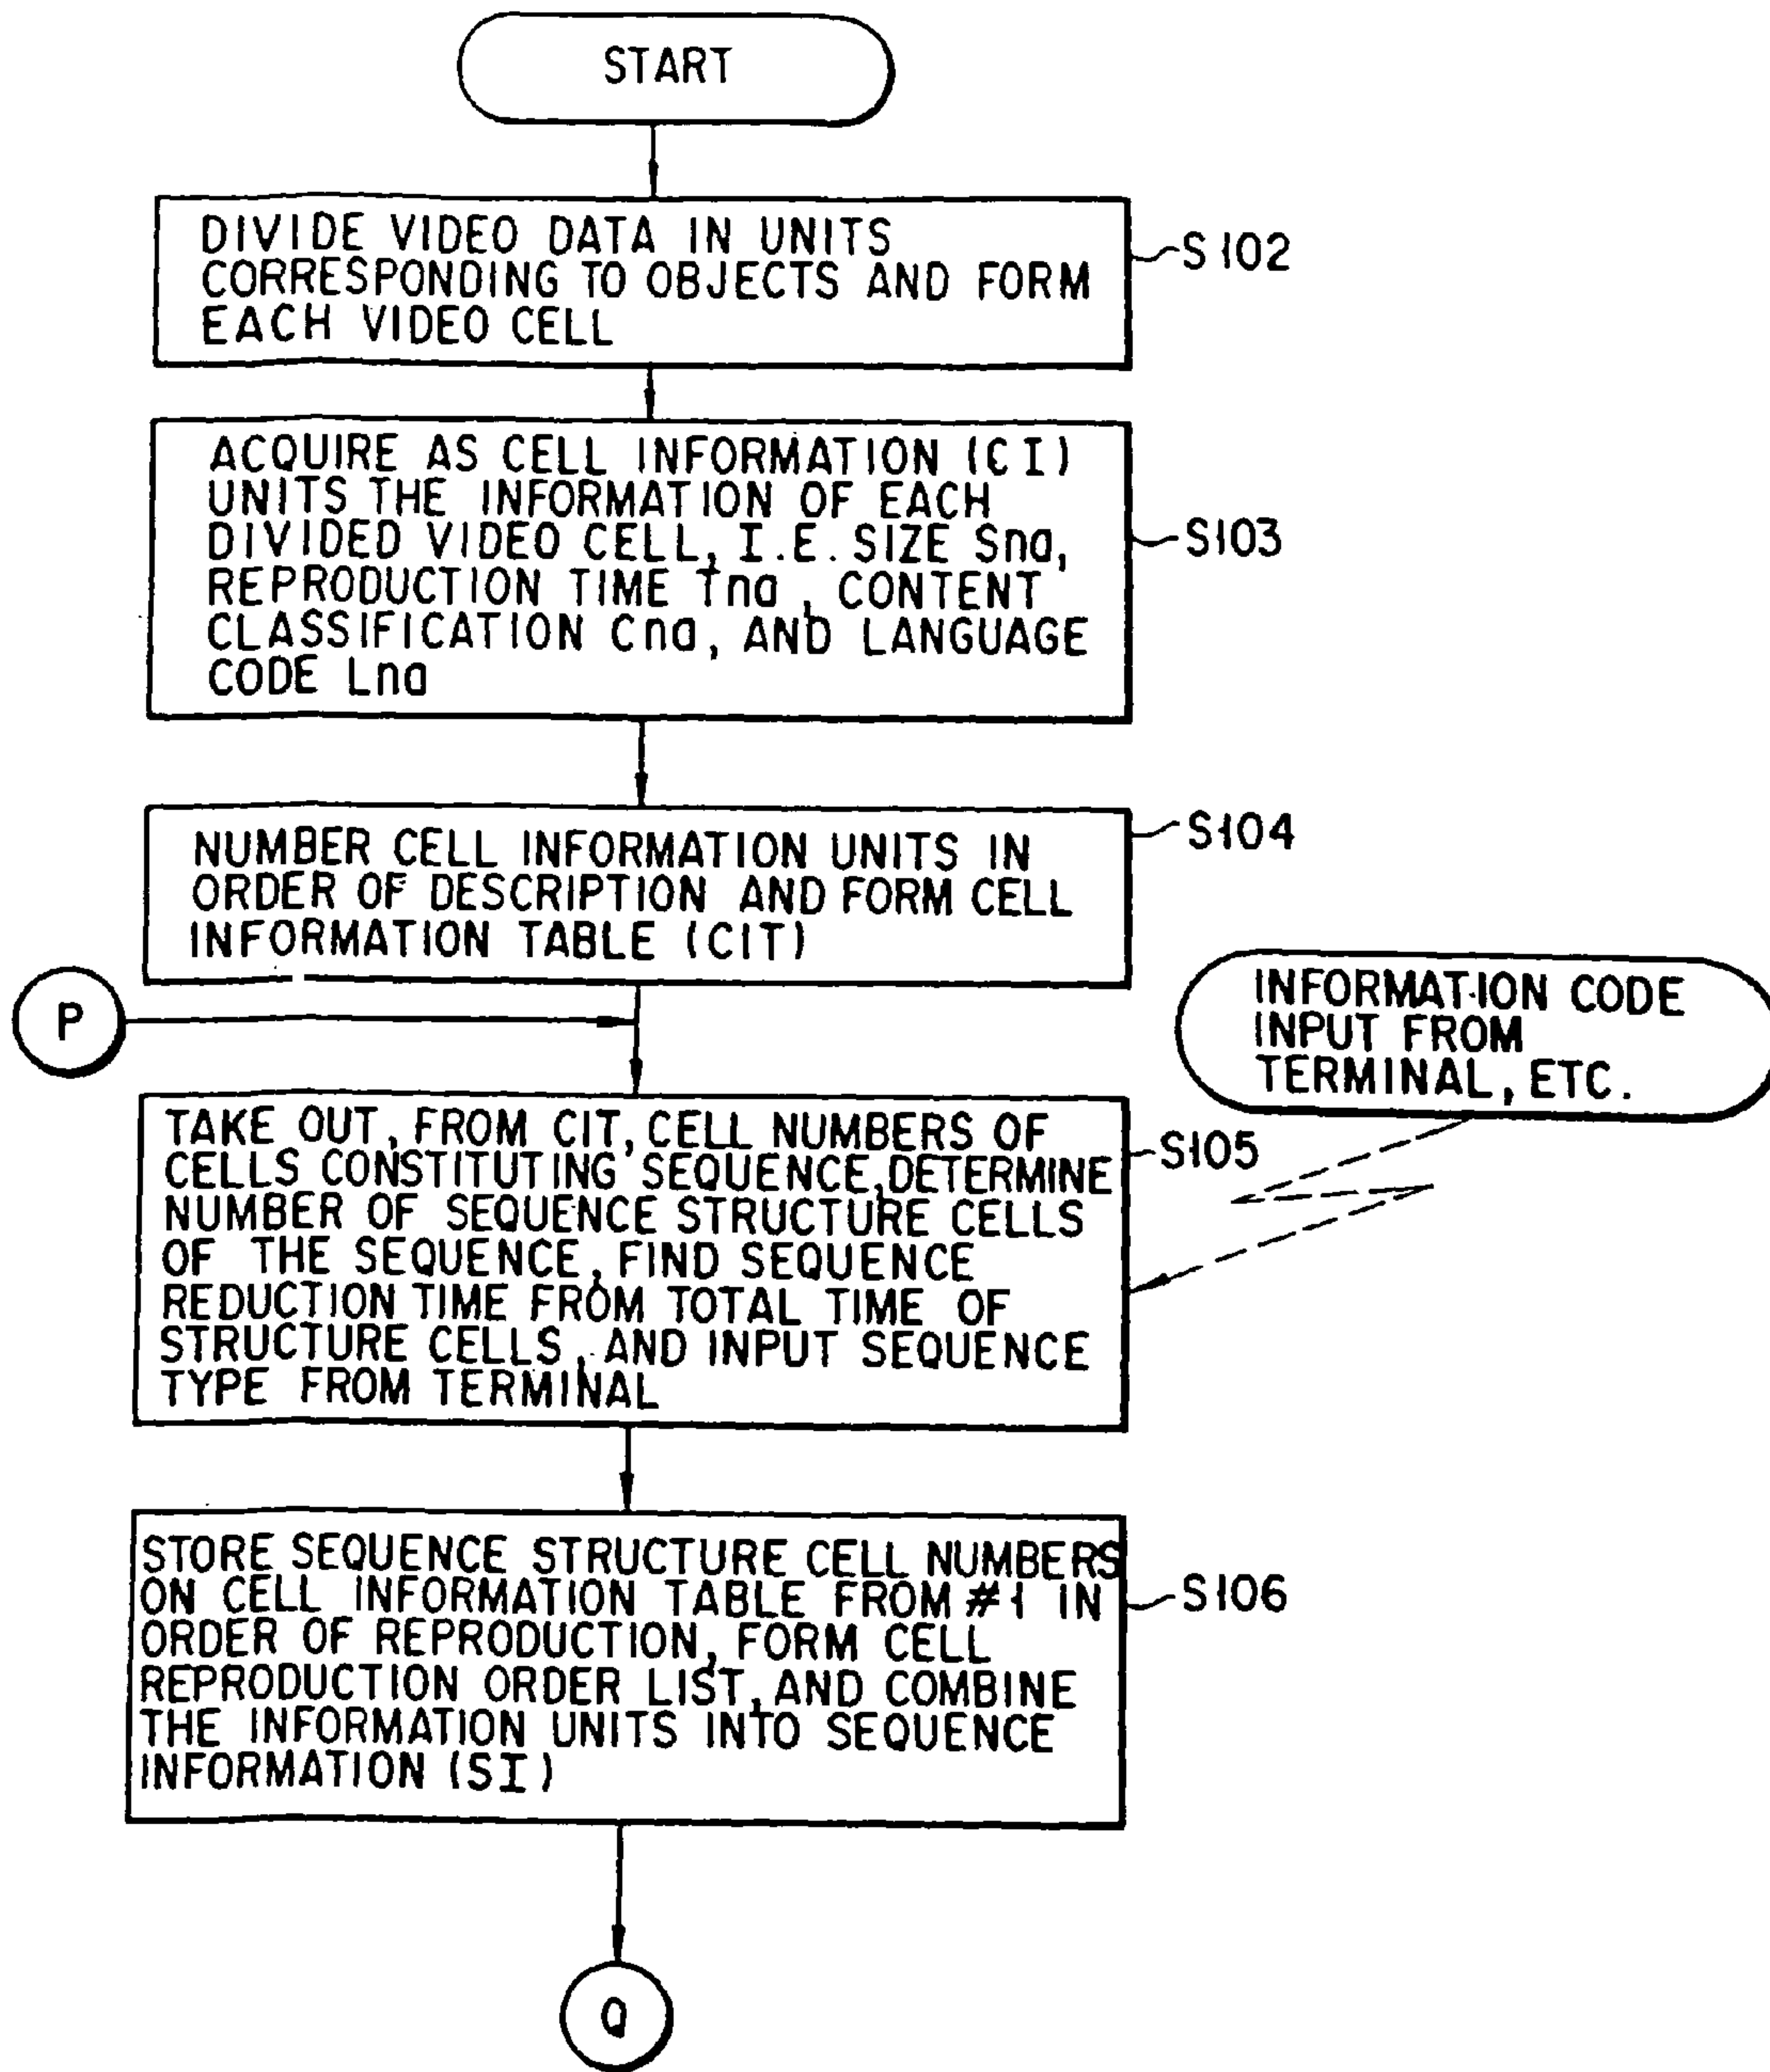 START
DIVIDE VIDEO DATA IN UNITS
CORRESPONDING TO OBJECTS AND FORM
EACH VIDEO CELL
S102
ACQUIRE AS CELL INFORMATION (CI)
UNITS THE INFORMATION OF EACH
DIVIDED VIDEO CELL, I.E. SIZE Sna,
REPRODUCTION TIME tna, CONTENT
CLASSIFICATION Cna, AND LANGUAGE
CODE Lna
S103
NUMBER CELL INFORMATION UNITS IN
ORDER OF DESCRIPTION AND FORM CELL
INFORMATION TABLE (CIT)
S104
P
INFORMATION CODE
INPUT FROM
TERMINAL, ETC.
TAKE OUT, FROM CIT, CELL NUMBERS OF
CELLS CONSTITUTING SEQUENCE, DETERMINE
NUMBER OF SEQUENCE STRUCTURE CELLS
OF THE SEQUENCE, FIND SEQUENCE
REDUCTION TIME FROM TOTAL TIME OF
STRUCTURE CELLS, AND INPUT SEQUENCE
TYPE FROM TERMINAL
S105
STORE SEQUENCE STRUCTURE CELL NUMBERS
ON CELL INFORMATION TABLE FROM #1 IN
ORDER OF REPRODUCTION, FORM CELL
REPRODUCTION ORDER LIST, AND COMBINE
THE INFORMATION UNITS INTO SEQUENCE
INFORMATION (SI)
S106
Q